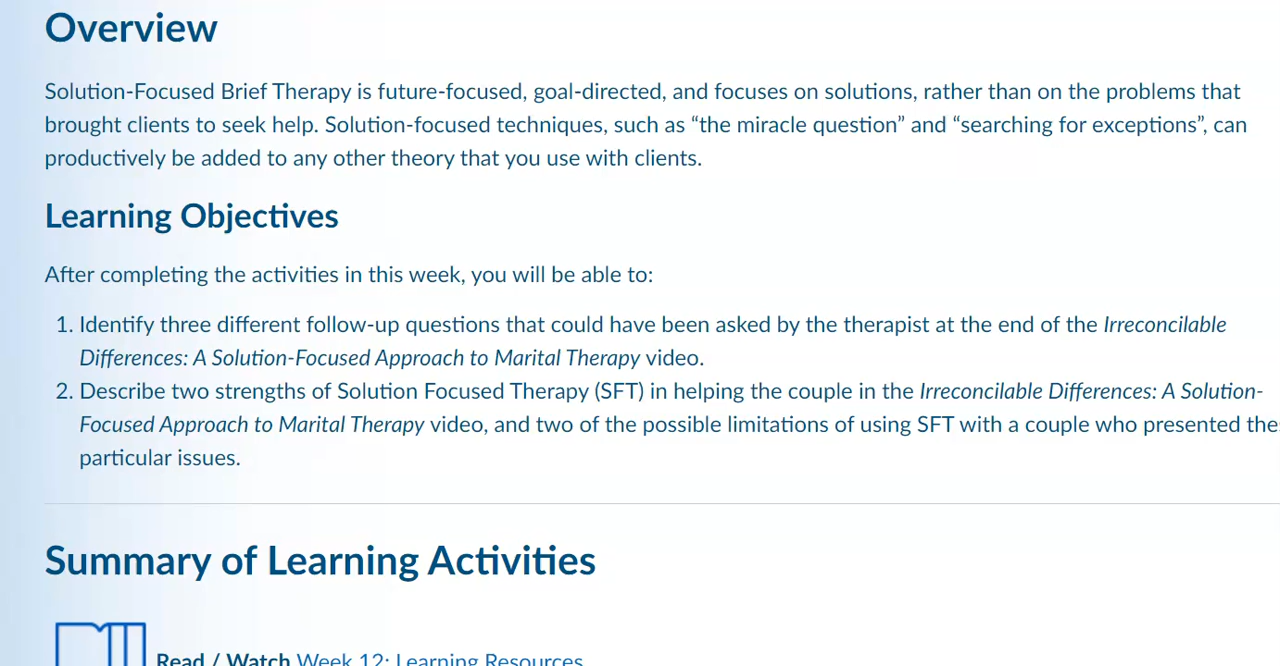 Overview
Solution-Focused Brief Therapy is future-focused, goal-directed, and focuses on solutions, rather than on the problems that
brought clients to seek help. Solution-focused techniques, such as “the miracle question” and “searching for exceptions”, can
productively be added to any other theory that you use with clients.
Learning Objectives
After completing the activities in this week, you will be able to:
1. Identify three different follow-up questions that could have been asked by the therapist at the end of the Irreconcilable
Differences: A Solution-Focused Approach to Marital Therapy video.
2. Describe two strengths of Solution Focused Therapy (SFT) in helping the couple in the Irreconcilable Differences: A Solution-
Focused Approach to Marital Therapy video, and two of the possible limitations of using SFT with a couple who presented
particular issues.
Summary of Learning Activities
Read / Watch Week 12: Learning Resources